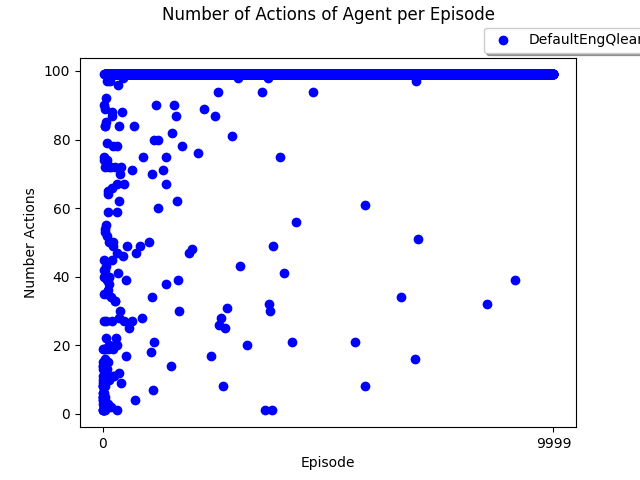 Number of Actions of Agent per Episode
DefaultEngQlear
100
80
60
40
20
0
Number Actions
0 9999
Episode